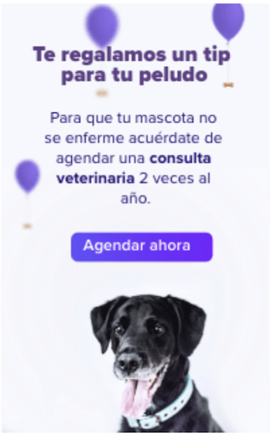 Te regalamos un tip
para tu peludo
Para que tu mascota no
se enferme acuérdate de
agendar una consulta
veterinaria 2 veces al
año.
Agendar ahora